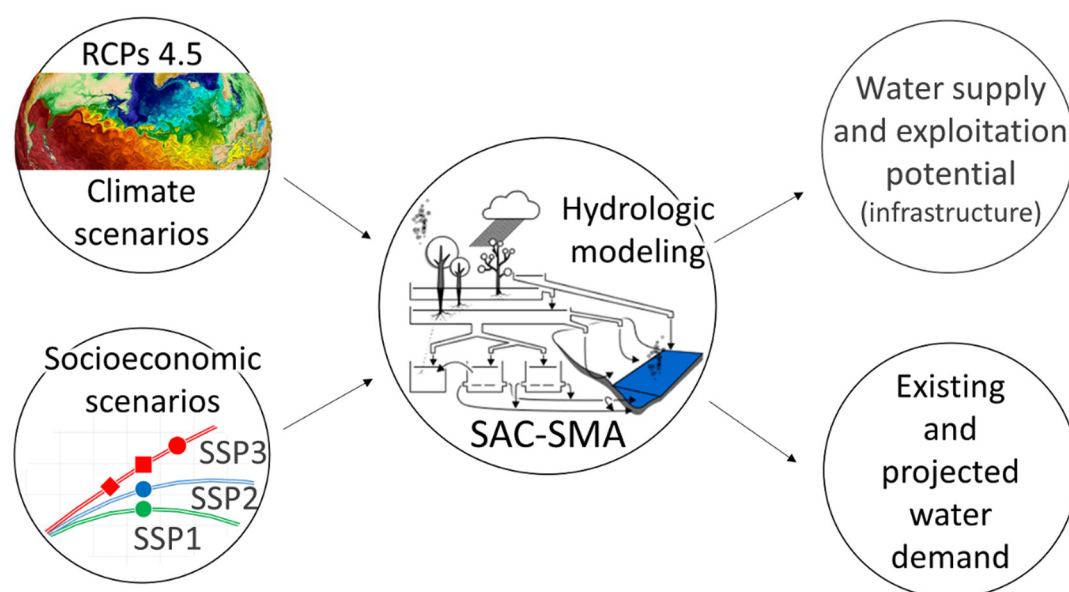 RCPs 4.5
Climate
scenarios
Socioeconomic
scenarios
SSP3
SSP2
SSP1
Hydrologic
modeling
SAC-SMA
Water supply
and exploitation
potential
(infrastructure)
Existing
and
projected
water
demand